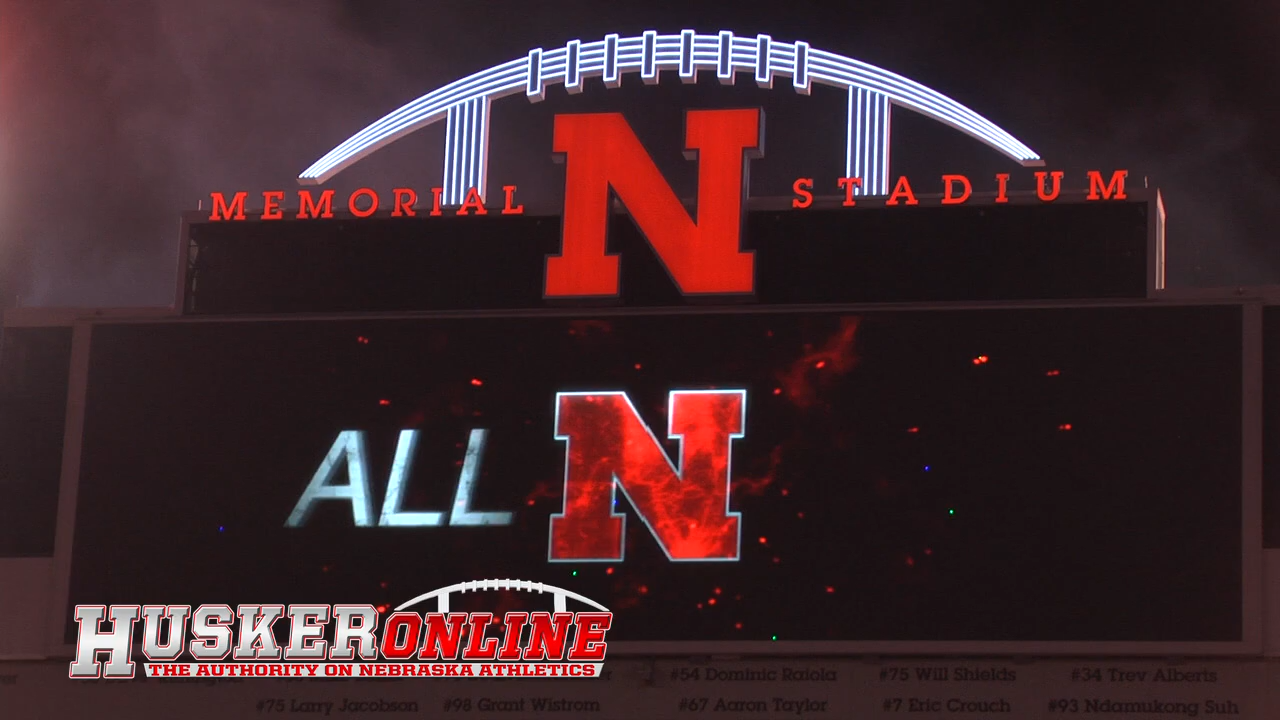 MEMORIAL N STADIUM
ALL N
HUSKERONLINE
THE AUTHORITY ON NEBRASKA ATHLETICS
#54 Dominic Raiola #75 Will Shields #34 Trev Alberts
#75 Larry Jacobson #98 Grant Wistrom #67 Aaron Taylor #7 Eric Crouch #93 Ndamukong Suh